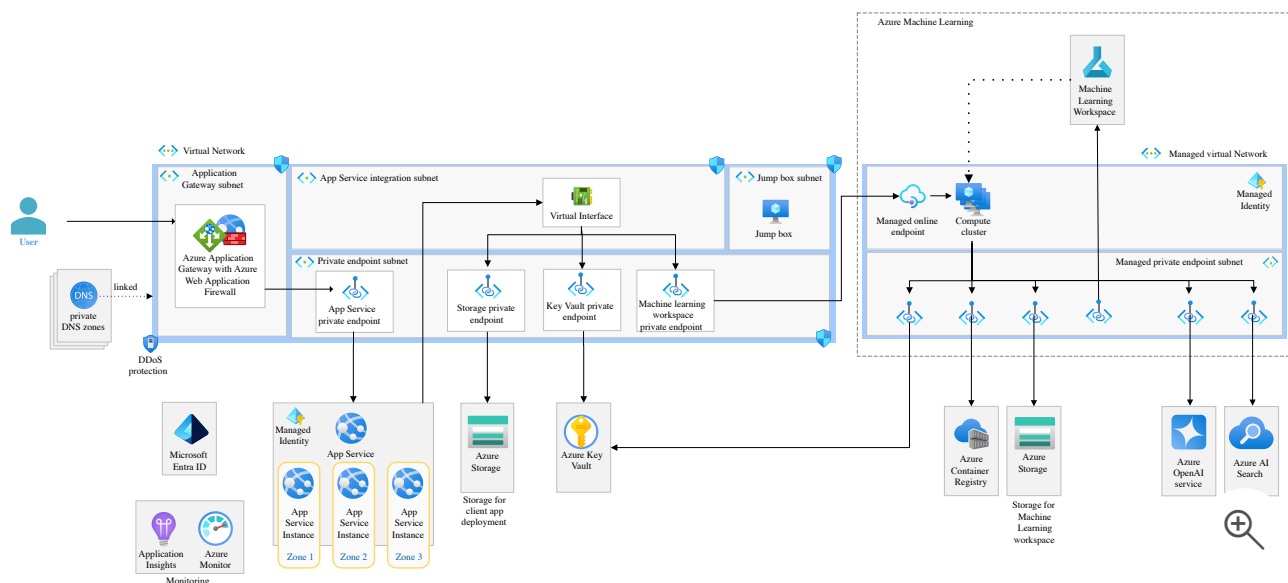 Azure Machine Learning
Machine
Learning
Workspace
Virtual Network
Managed virtual Network
Application
Gateway subnet
App Service integration subnet
Jump box subnet
Virtual Interface
Jump box
Managed online
endpoint
Compute
cluster
Managed
Identity
User
Azure Application
Gateway with Azure
Web Application
Firewall
Private endpoint subnet
Managed private endpoint subnet
DNS
linked
private
DNS zones
App Service
private endpoint
Storage private
endpoint
Key Vault private
endpoint
Machine learning
workspace
private endpoint
DDoS
protection
Microsoft
Entra ID
Managed
Identity
App Service
App
Service
Instance
Zone 1
App
Service
Instance
Zone 2
App
Service
Instance
Zone 3
Azure
Storage
Storage for
client app
deployment
Azure Key
Vault
Azure
Container
Registry
Azure
Storage
Storage for
Machine
Learning
workspace
Azure
OpenAI
service
Azure AI
Search
Application
Insights
Azure
Monitor
Monitoring